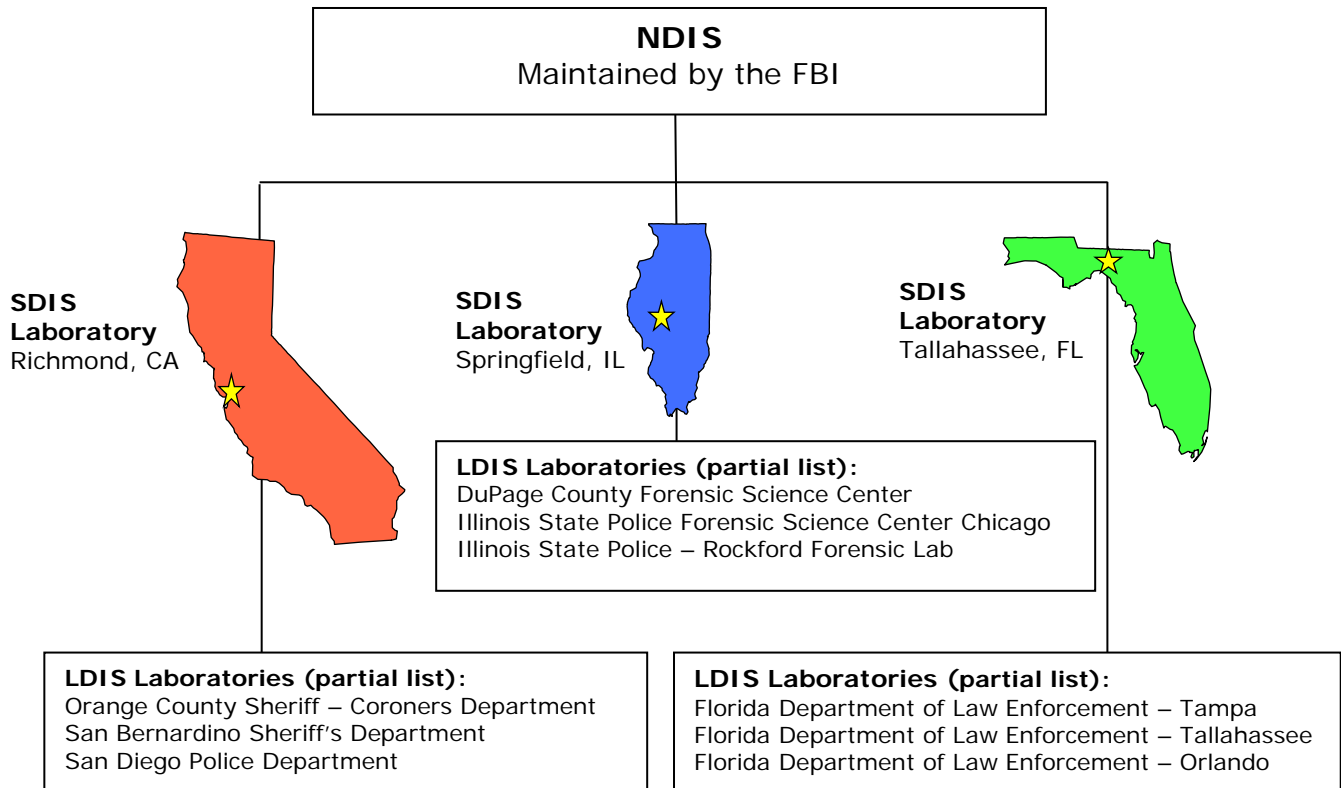 NDIS
Maintained by the FBI
SDIS
Laboratory
Richmond, CA
SDIS
Laboratory
Springfield, IL
SDIS
Laboratory
Tallahassee, FL
LDIS Laboratories (partial list):
DuPage County Forensic Science Center
Illinois State Police Forensic Science Center Chicago
Illinois State Police – Rockford Forensic Lab
LDIS Laboratories (partial list):
Orange County Sheriff – Coroners Department
San Bernardino Sheriff's Department
San Diego Police Department
LDIS Laboratories (partial list):
Florida Department of Law Enforcement – Tampa
Florida Department of Law Enforcement – Tallahassee
Florida Department of Law Enforcement – Orlando